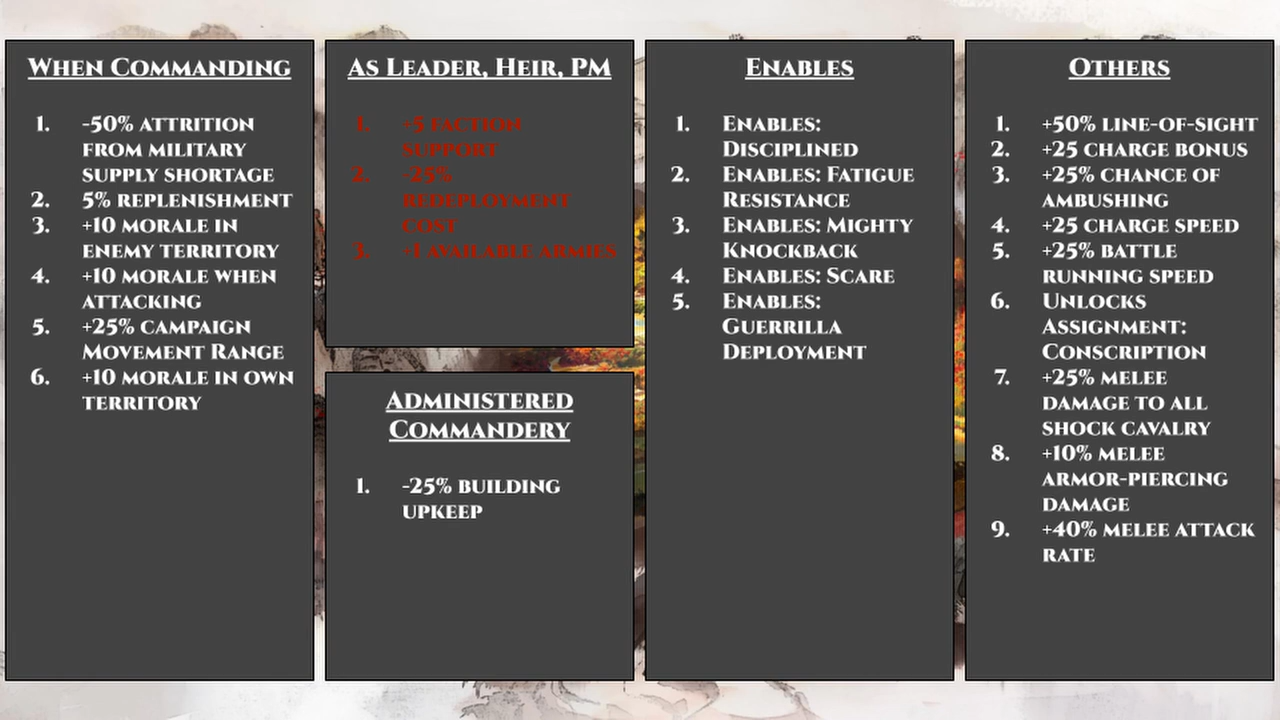 When Commanding
1. -50% attrition
from military
supply shortage
2. 5% replenishment
3. +10 morale in
enemy territory
4. +10 morale when
attacking
5. +25% campaign
Movement Range
6. +10 morale in own
territory
As Leader, Heir, PM
1. +5 faction
support
2. -25%
redeployment
cost
3. +1 available armies
Administered
Commandery
1. -25% building
upkeep
Enables
1. Enables:
Disciplined
2. Enables: Fatigue
Resistance
3. Enables: Mighty
Knockback
4. Enables: Scare
5. Enables:
Guerrilla
Deployment
Others
1. +50% line-of-sight
2. +25 charge bonus
3. +25% chance of
ambushing
4. +25 charge speed
5. +25% battle
running speed
6. Unlocks
Assignment:
Conscription
7. +25% melee
damage to all
shock cavalry
8. +10% melee
armor-piercing
damage
9. +40% melee attack
rate